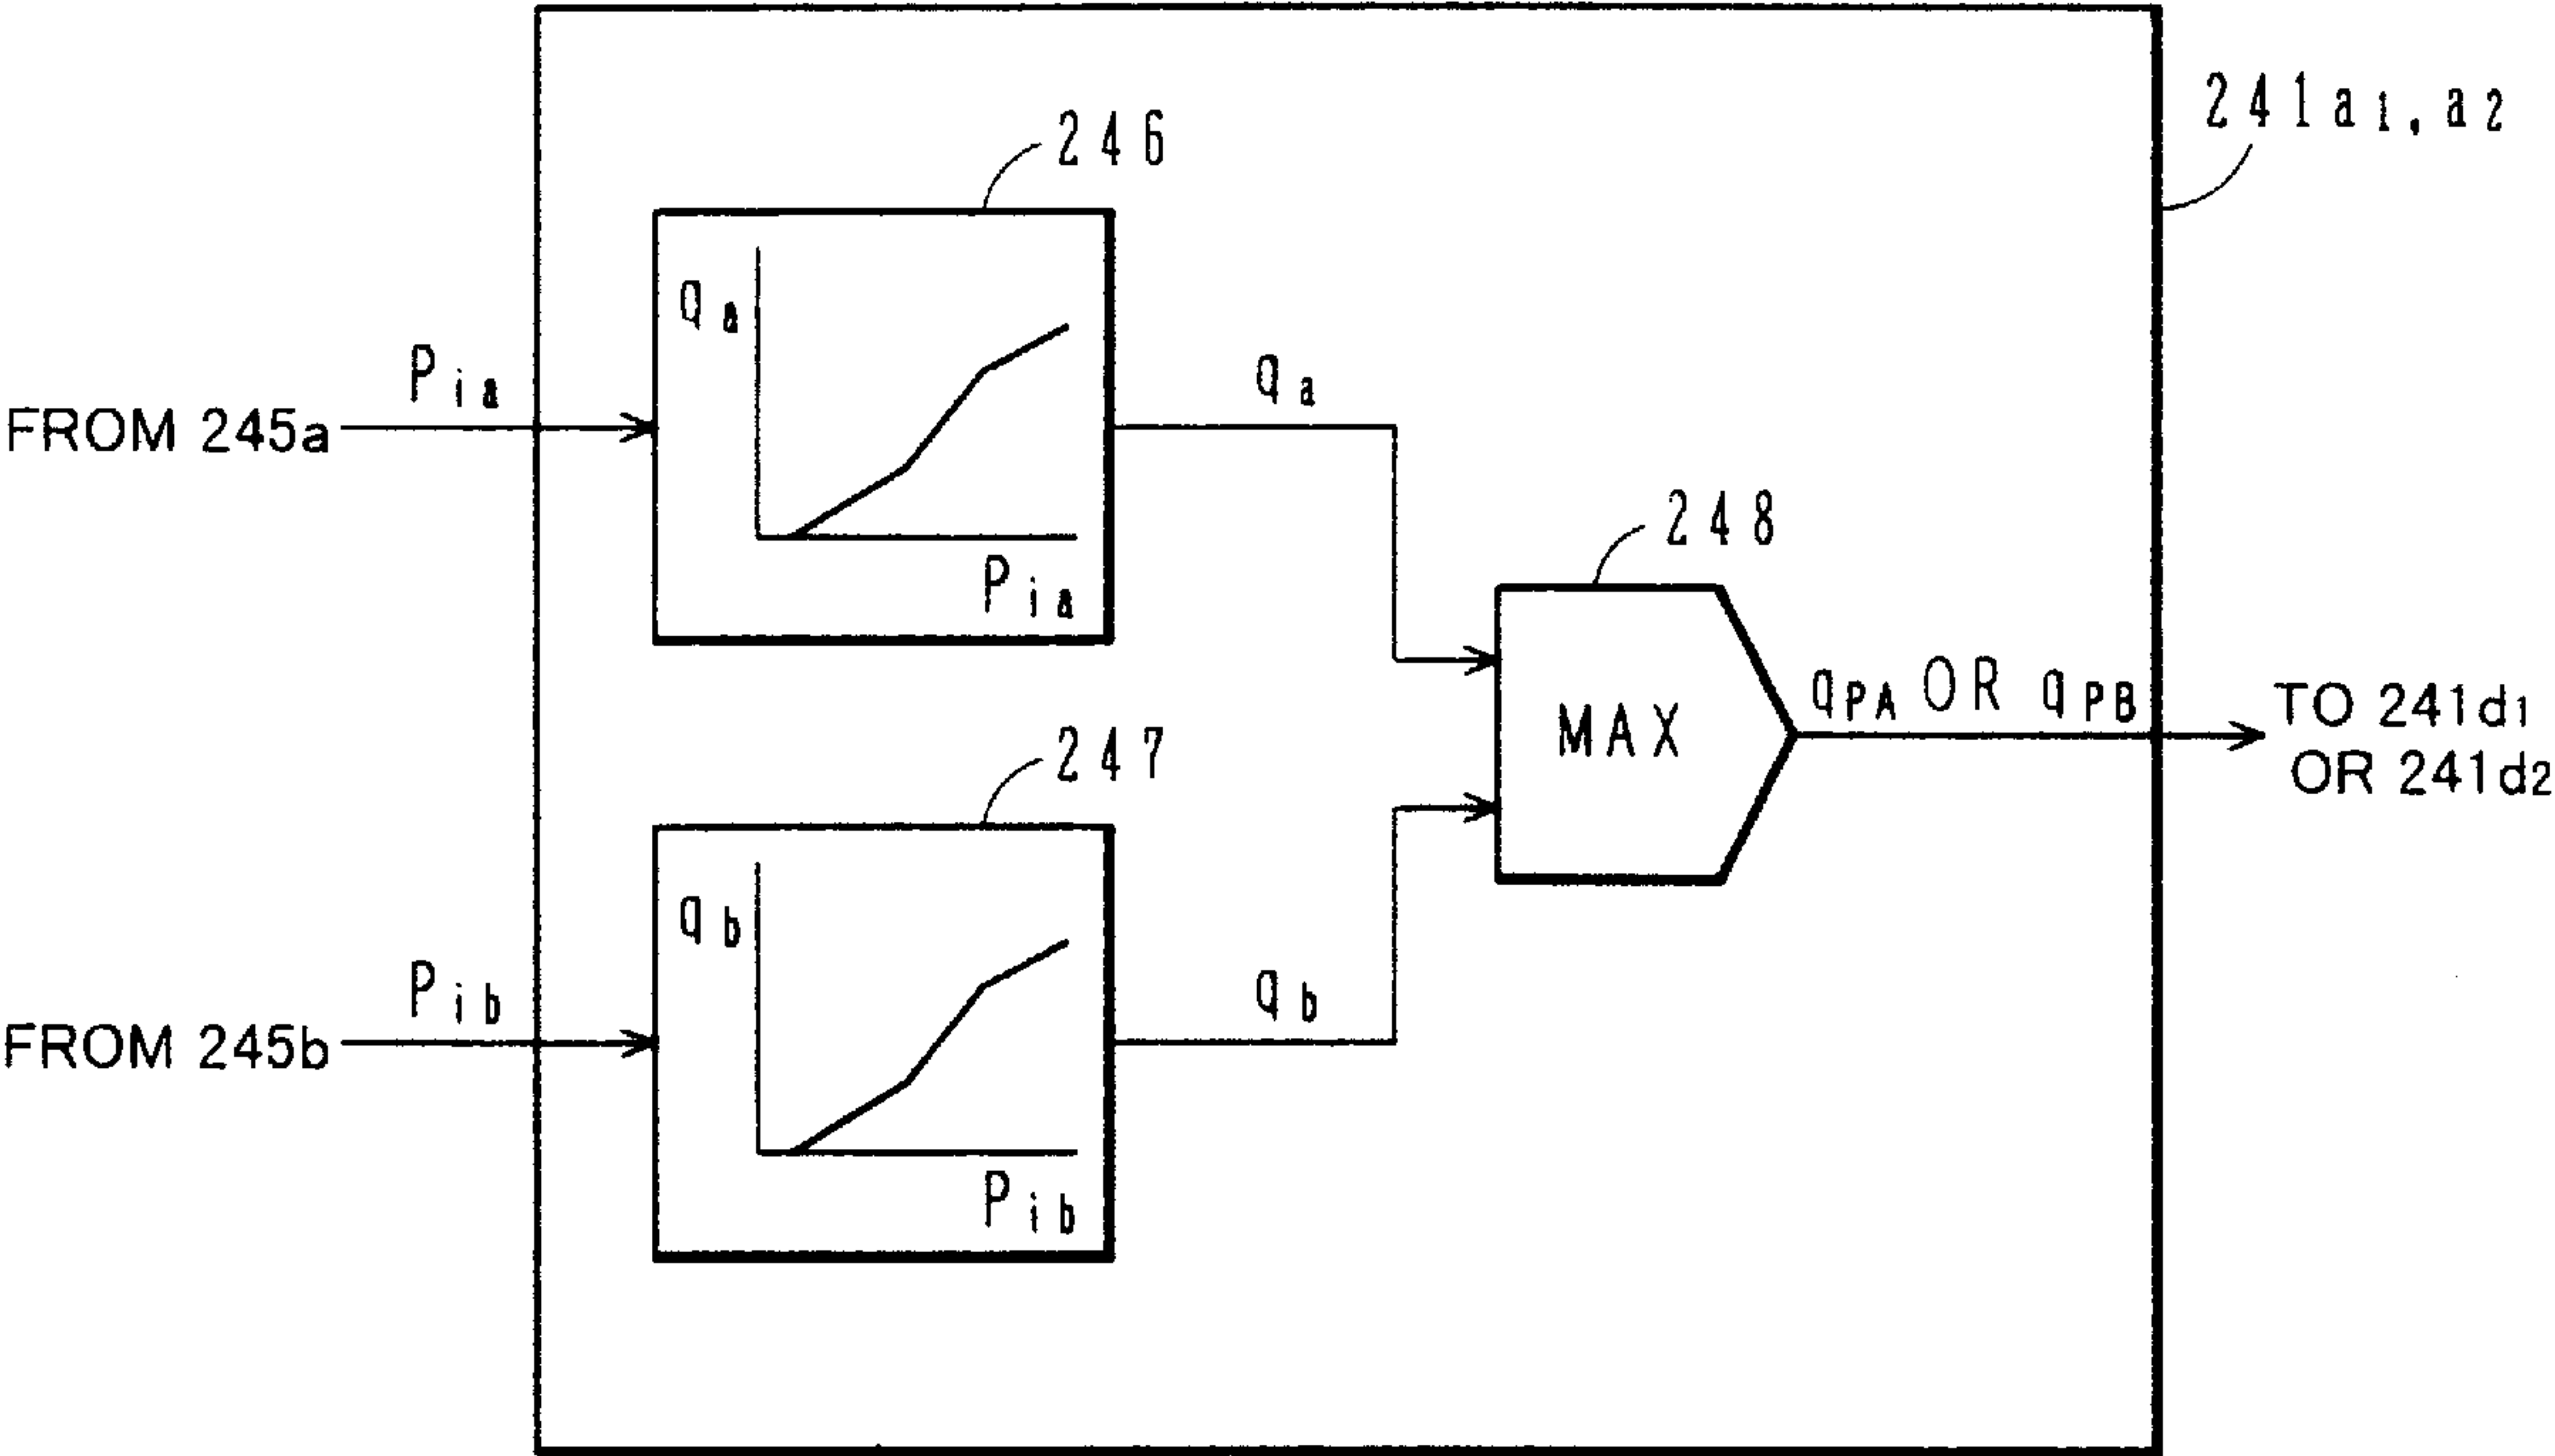 241a1, a2
246
qa
Pia
FROM 245a
Pia
qa
248
MAX
qPA OR qPB
TO 241d1
OR 241d2
247
qb
Pib
FROM 245b
Pib
qb